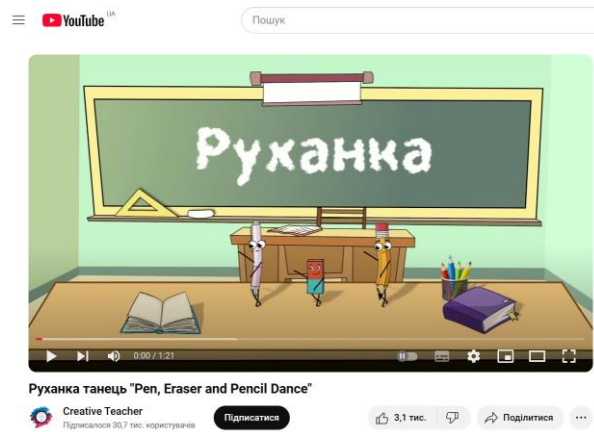 YouTube UA
Пошук
Руханка
0:00 / 1:21
Руханка танець "Pen, Eraser and Pencil Dance"
Creative Teacher
Підписалося 30,7 тис. користувачів
Підписатися
3,1 тис.
Поділитися